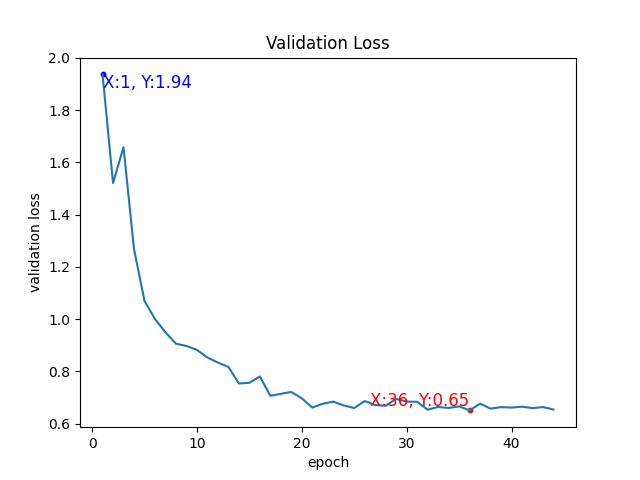 Validation Loss
2.0
X:1, Y:1.94
1.8
1.6
1.4
1.2
1.0
0.8
X:36, Y:0.65
0.6
validation loss
0 10 20 30 40
epoch